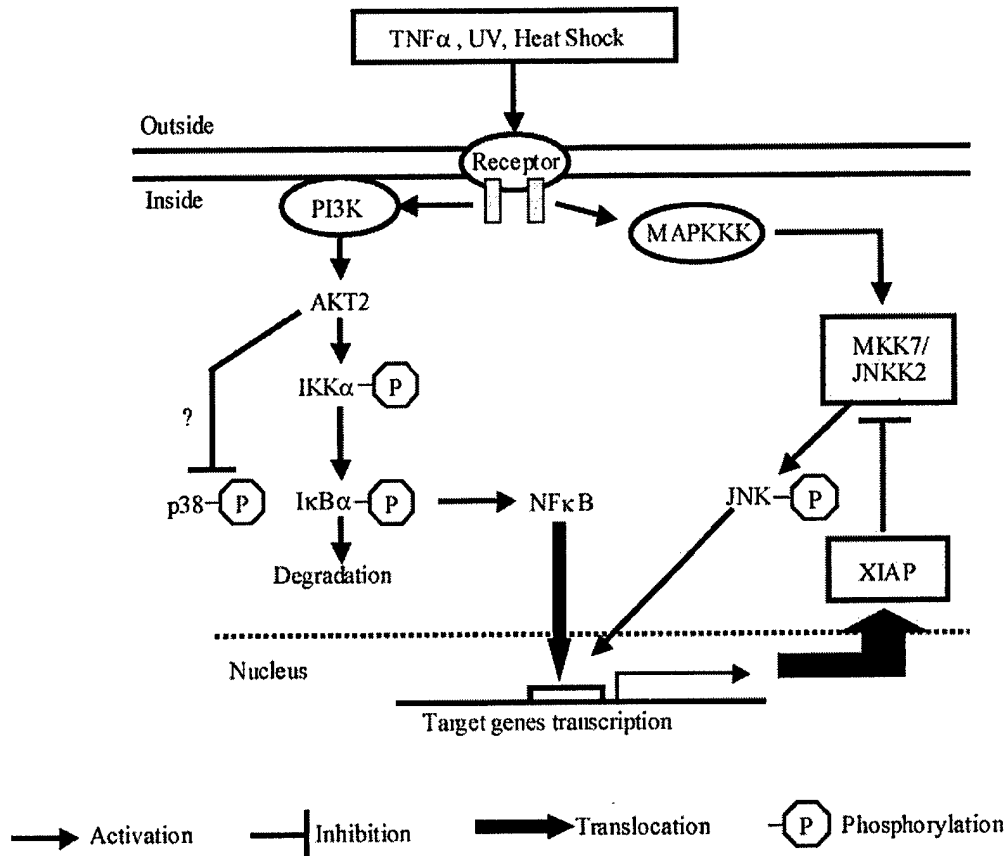 TNFα , UV, Heat Shock
Outside
Receptor
Inside
PI3K
MAPKKK
AKT2
MKK7/
JNKK2
IKKα P
?
p38 P
IκBα P
NFκB
JNK P
Degradation
XIAP
Nucleus
Target genes transcription
Activation
Inhibition
Translocation
P Phosphorylation